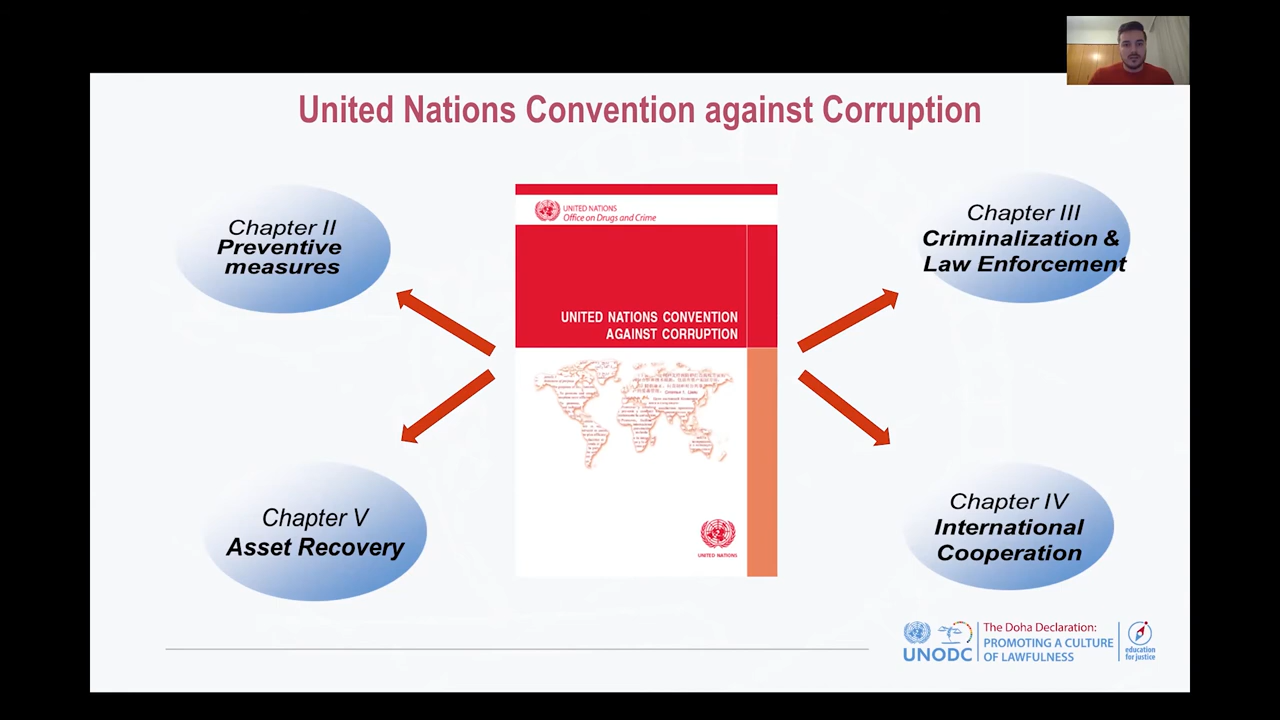 United Nations Convention against Corruption
Chapter II
Preventive
measures
Chapter III
Criminalization &
Law Enforcement
UNITED NATIONS
Office on Drugs and Crime
UNITED NATIONS CONVENTION
AGAINST CORRUPTION
UNITED NATIONS
Chapter V
Asset Recovery
Chapter IV
International
Cooperation
UNODC
The Doha Declaration:
PROMOTING A CULTURE
OF LAWFULNESS
education
for justice